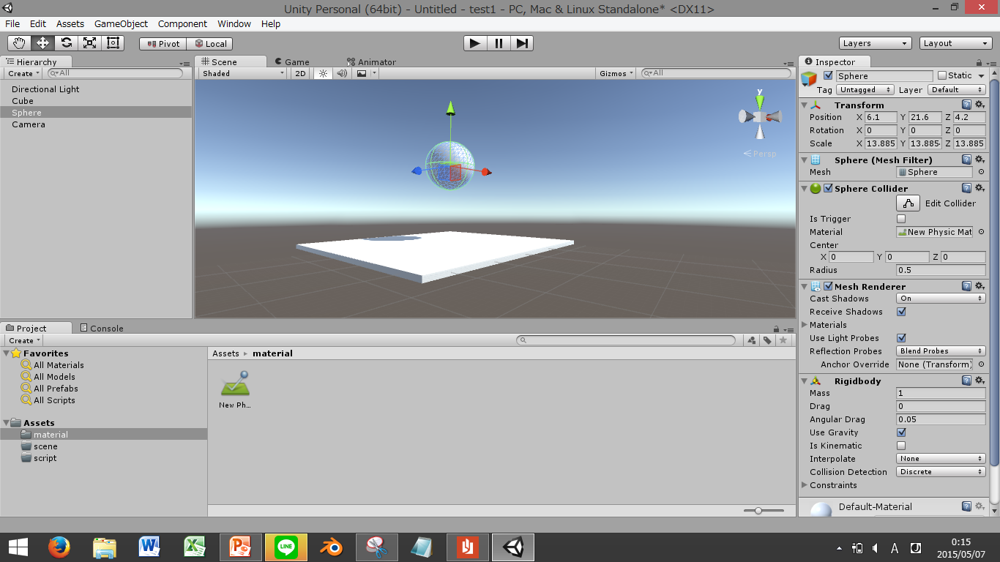 Unity Personal (64bit) - Untitled - test1 - PC, Mac & Linux Standalone* <DX11>
File Edit Assets GameObject Component Window Help
Pivot Local Layers Layout
Hierarchy
Create All
Directional Light
Cube
Sphere
Camera
Scene Game Animator
Shaded 2D Gizmos All
y
Persp
Inspector
Sphere Static
Tag Untagged Layer Default
Transform
Position X 6.1 Y 21.6 Z 4.2
Rotation X 0 Y 0 Z 0
Scale X 13.885 Y 13.885 Z 13.885
Sphere (Mesh Filter)
Mesh Sphere
Sphere Collider
Edit Collider
Is Trigger
Material New Physic Mat
Center
X 0 Y 0 Z 0
Radius 0.5
Mesh Renderer
Cast Shadows On
Receive Shadows
Materials
Use Light Probes
Reflection Probes Blend Probes
Anchor Override None (Transform)
Rigidbody
Mass 1
Drag 0
Angular Drag 0.05
Use Gravity
Is Kinematic
Interpolate None
Collision Detection Discrete
Constraints
Default-Material
Project Console
Create
Favorites
All Materials
All Models
All Prefabs
All Scripts
Assets
material
scene
script
Assets ▸ material
New Ph...
LINE
A
0:15
2015/05/07